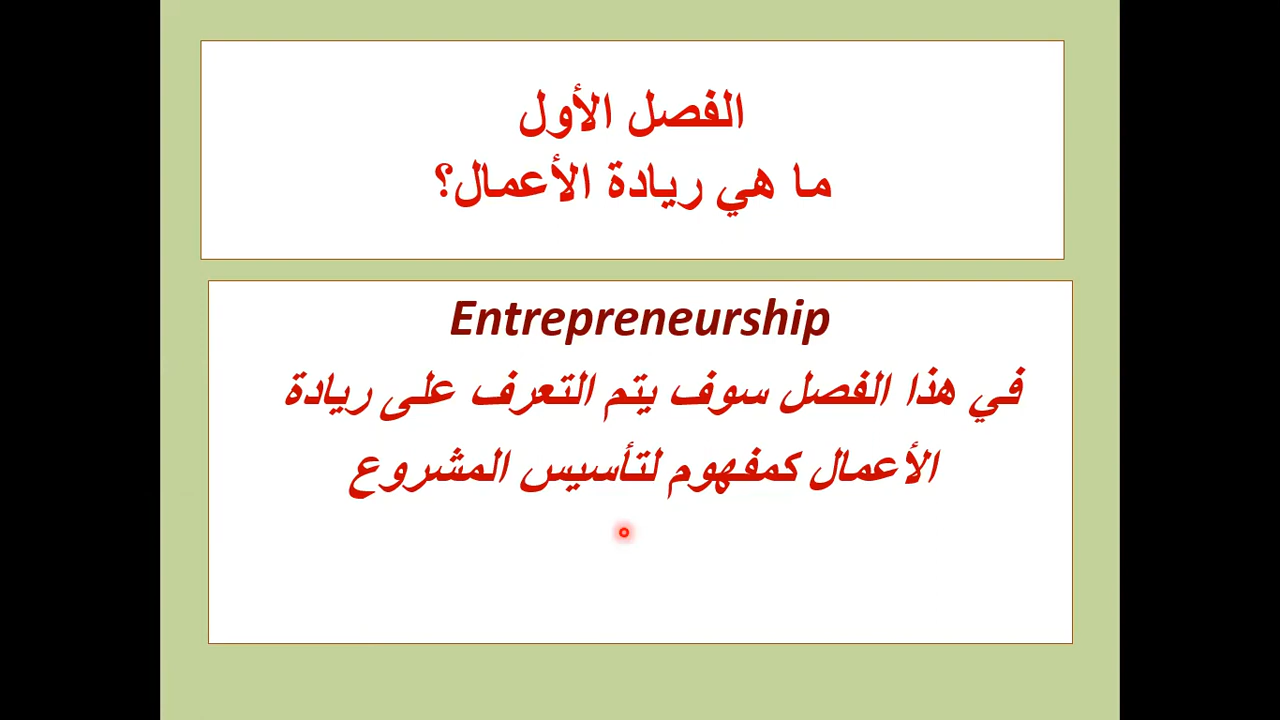 الفصل الأول
ما هي ريادة الأعمال؟
Entrepreneurship
في هذا الفصل سوف يتم التعرف على ريادة
الأعمال كمفهوم لتأسيس المشروع